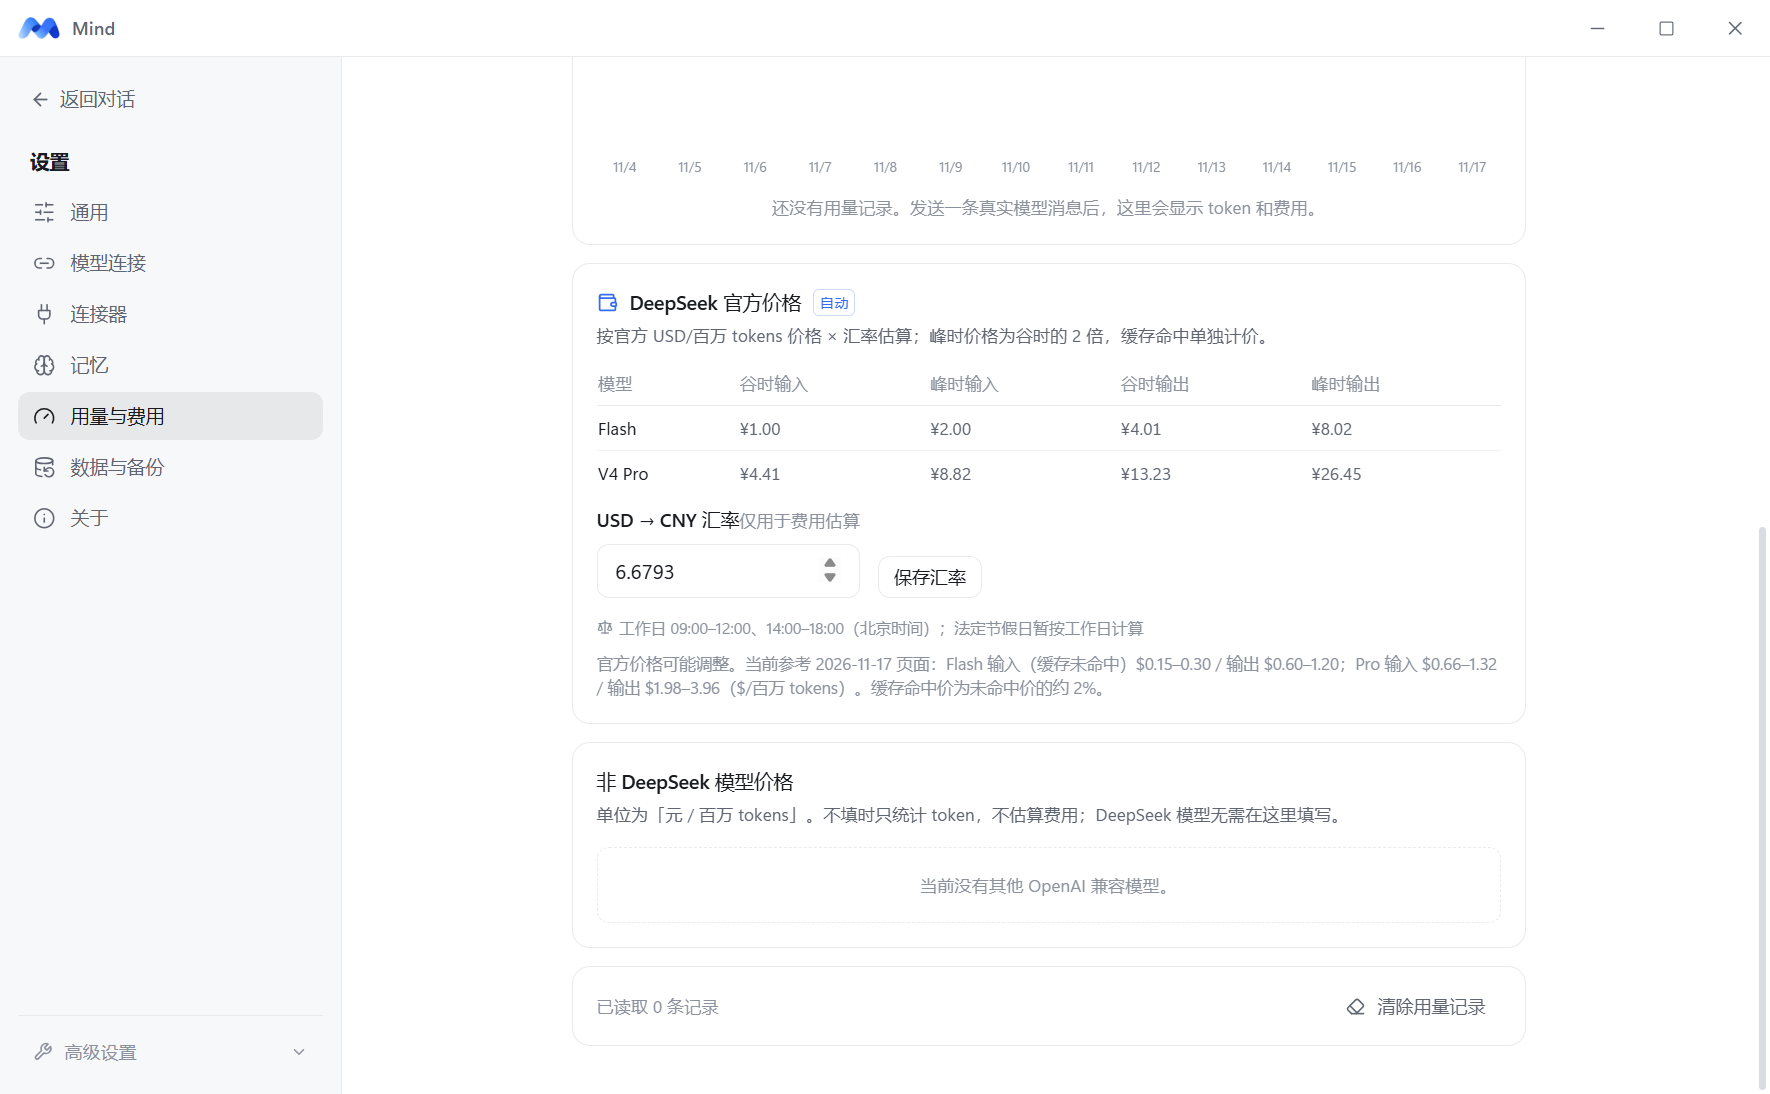 Mind
返回对话
设置
通用
模型连接
连接器
记忆
用量与费用
数据与备份
关于
高级设置
11/4 11/5 11/6 11/7 11/8 11/9 11/10 11/11 11/12 11/13 11/14 11/15 11/16 11/17
还没有用量记录。发送一条真实模型消息后，这里会显示 token 和费用。
DeepSeek 官方价格 自动
按官方 USD/百万 tokens 价格 × 汇率估算；峰时价格为谷时的 2 倍，缓存命中单独计价。
模型 谷时输入 峰时输入 谷时输出 峰时输出
Flash ¥1.00 ¥2.00 ¥4.01 ¥8.02
V4 Pro ¥4.41 ¥8.82 ¥13.23 ¥26.45
USD → CNY 汇率仅用于费用估算
6.6793 保存汇率
工作日 09:00–12:00、14:00–18:00（北京时间）；法定节假日暂按工作日计算
官方价格可能调整。当前参考 2026-11-17 页面：Flash 输入（缓存未命中）$0.15–0.30 / 输出 $0.60–1.20；Pro 输入 $0.66–1.32
/ 输出 $1.98–3.96（$/百万 tokens）。缓存命中价为未命中价的约 2%。
非 DeepSeek 模型价格
单位为「元 / 百万 tokens」。不填时只统计 token，不估算费用；DeepSeek 模型无需在这里填写。
当前没有其他 OpenAI 兼容模型。
已读取 0 条记录 清除用量记录